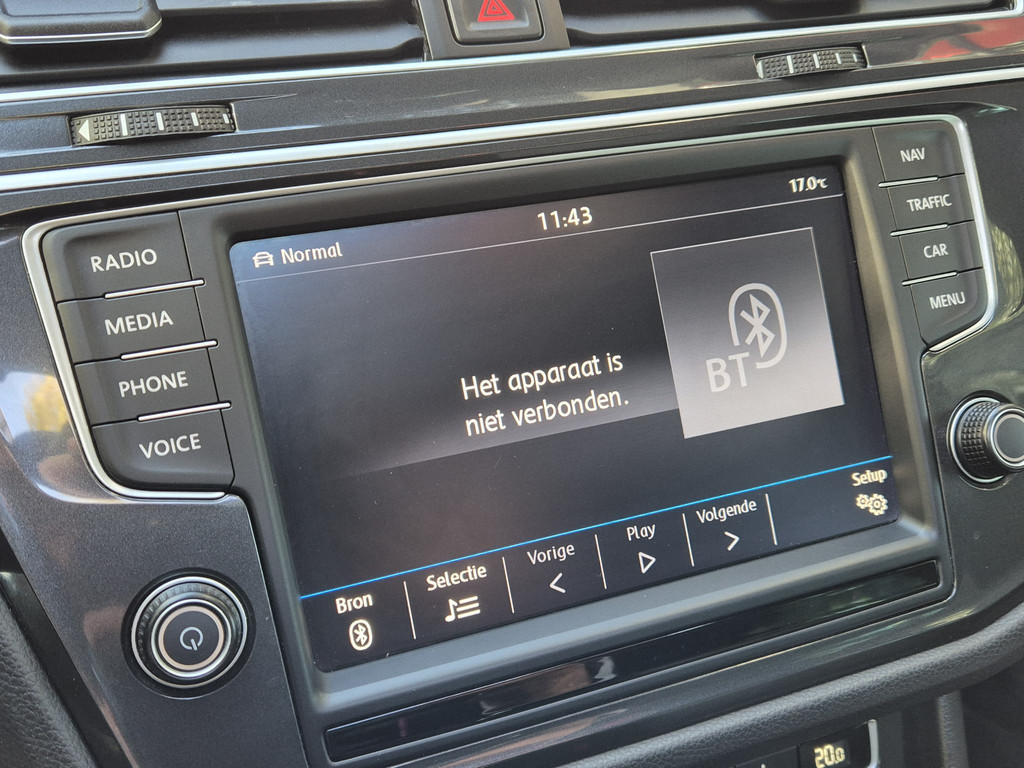 RADIO
MEDIA
PHONE
VOICE
Normal
11:43
17.0°C
Het apparaat is
niet verbonden.
BT
Bron
Selectie
Vorige
Play
Volgende
Setup
NAV
TRAFFIC
CAR
MENU
20.0